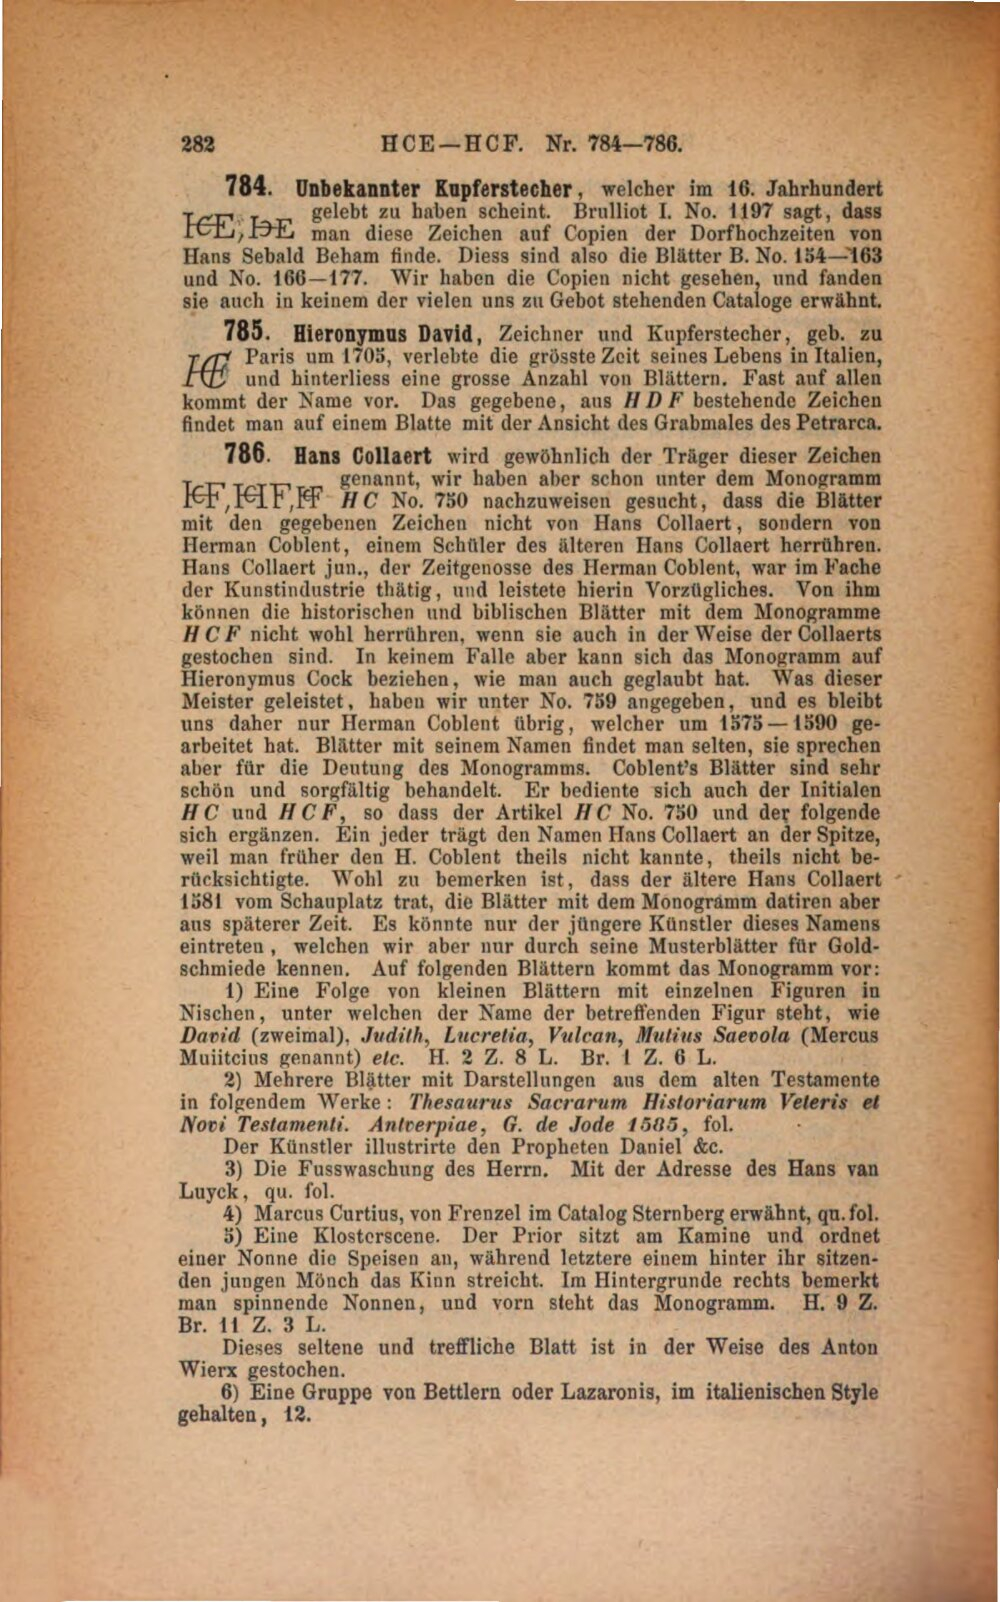 282 HCE—HCF. Nr. 784—786.
784. Unbekannter Kupferstecher, welcher im 16. Jahrhundert
gelebt zu haben scheint. Brulliot I. No. 1197 sagt, dass
man diese Zeichen auf Copien der Dorfhochzeiten von
Hans Sebald Beham finde. Diess sind also die Blätter B. No. 154—163
und No. 166—177. Wir haben die Copien nicht gesehen, und fanden
sie auch in keinem der vielen uns zu Gebot stehenden Cataloge erwähnt.
785. Hieronymus David, Zeichner und Kupferstecher, geb. zu
Paris um 1705, verlebte die grösste Zeit seines Lebens in Italien,
und hinterliess eine grosse Anzahl von Blättern. Fast auf allen
kommt der Name vor. Das gegebene, aus HDF bestehende Zeichen
findet man auf einem Blatte mit der Ansicht des Grabmales des Petrarca.
786. Hans Collaert wird gewöhnlich der Träger dieser Zeichen
genannt, wir haben aber schon unter dem Monogramm
HC No. 750 nachzuweisen gesucht, dass die Blätter
mit den gegebenen Zeichen nicht von Hans Collaert, sondern von
Herman Coblent, einem Schüler des älteren Hans Collaert herrühren.
Hans Collaert jun., der Zeitgenosse des Herman Coblent, war im Fache
der Kunstindustrie thätig, und leistete hierin Vorzügliches. Von ihm
können die historischen und biblischen Blätter mit dem Monogramme
HCF nicht wohl herrühren, wenn sie auch in der Weise der Collaerts
gestochen sind. In keinem Falle aber kann sich das Monogramm auf
Hieronymus Cock beziehen, wie man auch geglaubt hat. Was dieser
Meister geleistet, haben wir unter No. 759 angegeben, und es bleibt
uns daher nur Herman Coblent übrig, welcher um 1575—1590 ge-
arbeitet hat. Blätter mit seinem Namen findet man selten, sie sprechen
aber für die Deutung des Monogramms. Coblent's Blätter sind sehr
schön und sorgfältig behandelt. Er bediente sich auch der Initialen
HC und HCF, so dass der Artikel HC No. 750 und der folgende
sich ergänzen. Ein jeder trägt den Namen Hans Collaert an der Spitze,
weil man früher den H. Coblent theils nicht kannte, theils nicht be-
rücksichtigte. Wohl zu bemerken ist, dass der ältere Hans Collaert
1581 vom Schauplatz trat, die Blätter mit dem Monogramm datiren aber
aus späterer Zeit. Es könnte nur der jüngere Künstler dieses Namens
eintreten, welchen wir aber nur durch seine Musterblätter für Gold-
schmiede kennen. Auf folgenden Blättern kommt das Monogramm vor:
1) Eine Folge von kleinen Blättern mit einzelnen Figuren in
Nischen, unter welchen der Name der betreffenden Figur steht, wie
David (zweimal), Judith, Lucretia, Vulcan, Mutius Saevola (Mercus
Muiitcius genannt) etc. H. 2 Z. 8 L. Br. 1 Z. 6 L.
2) Mehrere Blätter mit Darstellungen aus dem alten Testamente
in folgendem Werke: Thesaurus Sacrarum Historiarum Veteris et
Novi Testamenti. Antverpiae, G. de Jode 1585, fol.
Der Künstler illustrirte den Propheten Daniel &c.
3) Die Fusswaschung des Herrn. Mit der Adresse des Hans van
Luyck, qu. fol.
4) Marcus Curtius, von Frenzel im Catalog Sternberg erwähnt, qu. fol.
5) Eine Klosterscene. Der Prior sitzt am Kamine und ordnet
einer Nonne die Speisen an, während letztere einem hinter ihr sitzen-
den jungen Mönch das Kinn streicht. Im Hintergrunde rechts bemerkt
man spinnende Nonnen, und vorn steht das Monogramm. H. 9 Z.
Br. 11 Z. 3 L.
Dieses seltene und treffliche Blatt ist in der Weise des Anton
Wierx gestochen.
6) Eine Gruppe von Bettlern oder Lazaronis, im italienischen Style
gehalten, 12.